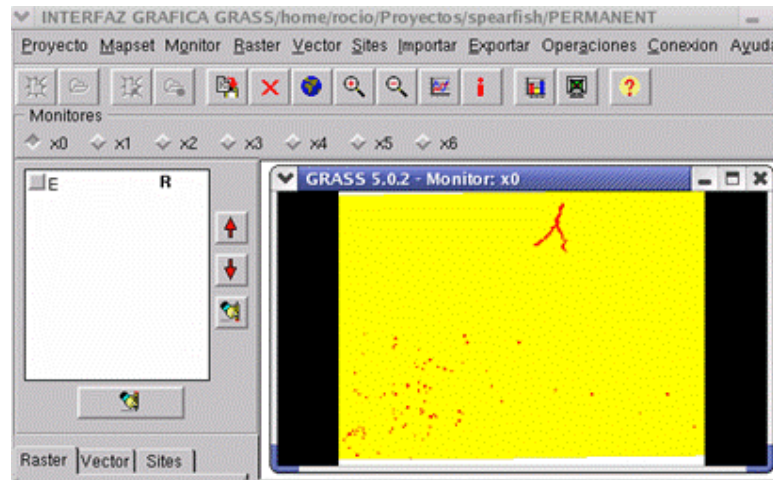 INTERFAZ GRAFICA GRASS/home/rocio/Proyectos/spearfish/PERMANENT
Proyecto Mapset Monitor Raster Vector Sites Importar Exportar Operaciones Conexion Ayuda
Monitores
x0 x1 x2 x3 x4 x5 x6
E R
GRASS 5.0.2 - Monitor: x0
Raster Vector Sites